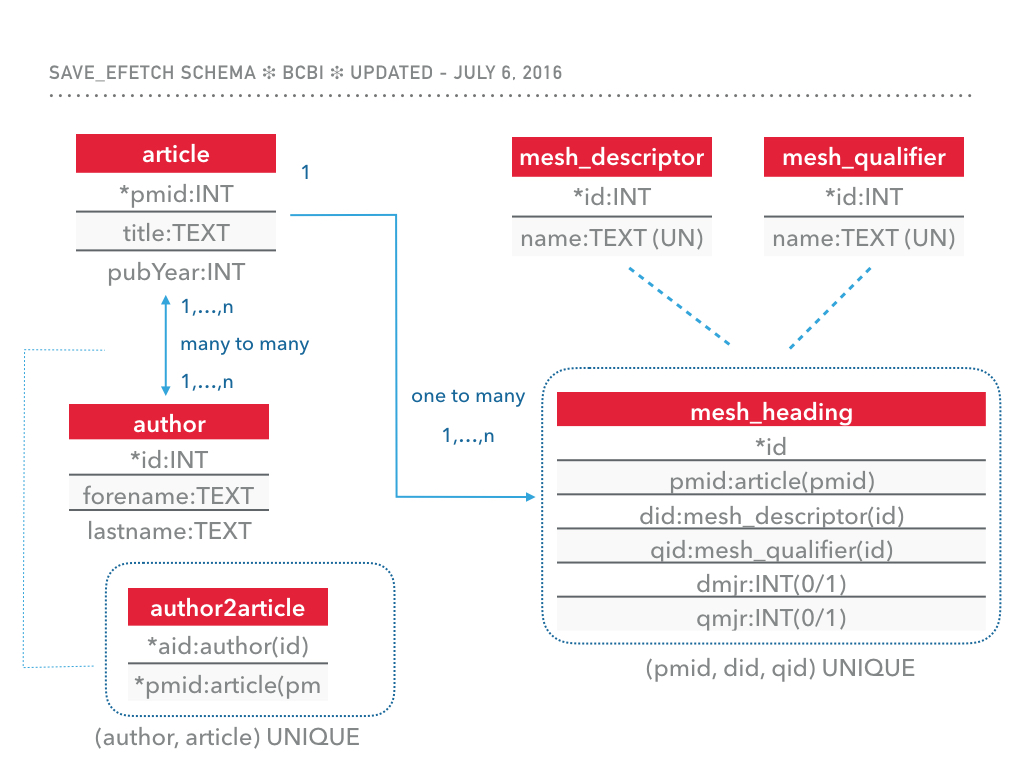 SAVE_EFETCH SCHEMA ❇ BCBI ❇ UPDATED - JULY 6, 2016
article
*pmid:INT
title:TEXT
pubYear:INT
1
mesh_descriptor
*id:INT
name:TEXT (UN)
mesh_qualifier
*id:INT
name:TEXT (UN)
1,...,n
many to many
1,...,n
author
*id:INT
forename:TEXT
lastname:TEXT
one to many
1,...,n
mesh_heading
*id
pmid:article(pmid)
did:mesh_descriptor(id)
qid:mesh_qualifier(id)
dmjr:INT(0/1)
qmjr:INT(0/1)
(pmid, did, qid) UNIQUE
author2article
*aid:author(id)
*pmid:article(pm
(author, article) UNIQUE